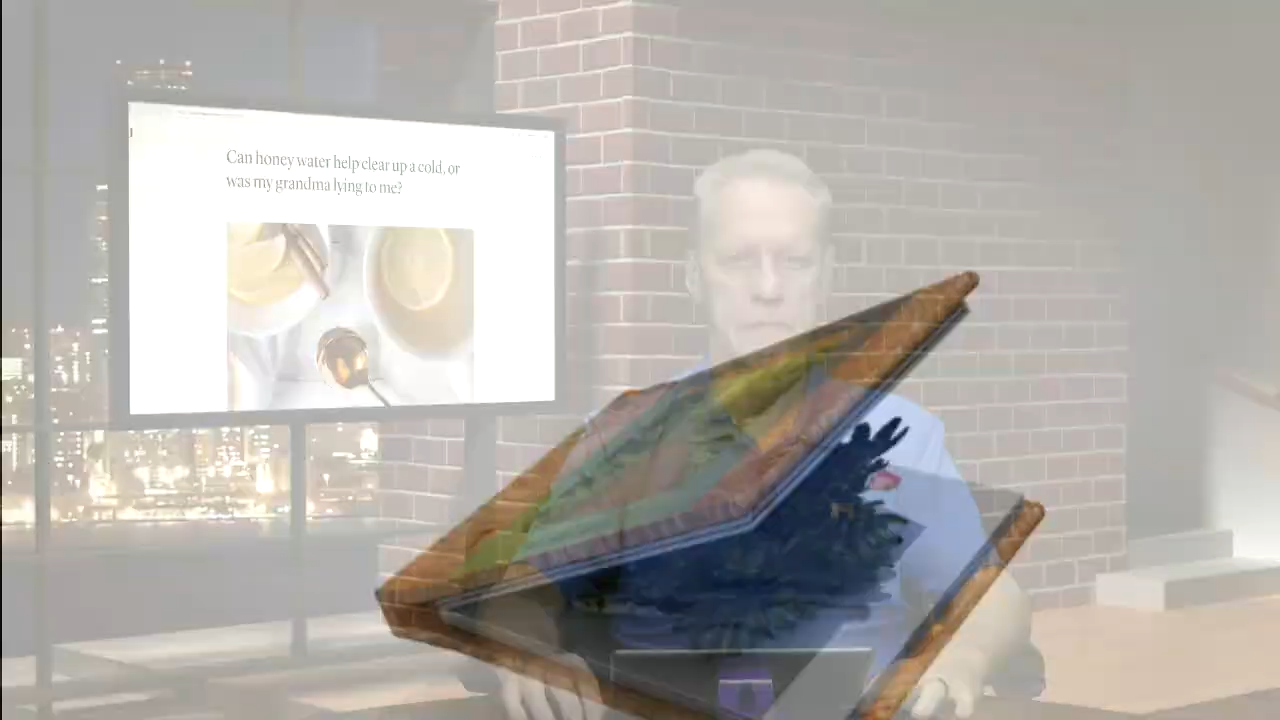 Can honey water help clear up a cold, or
was my grandma lying to me?